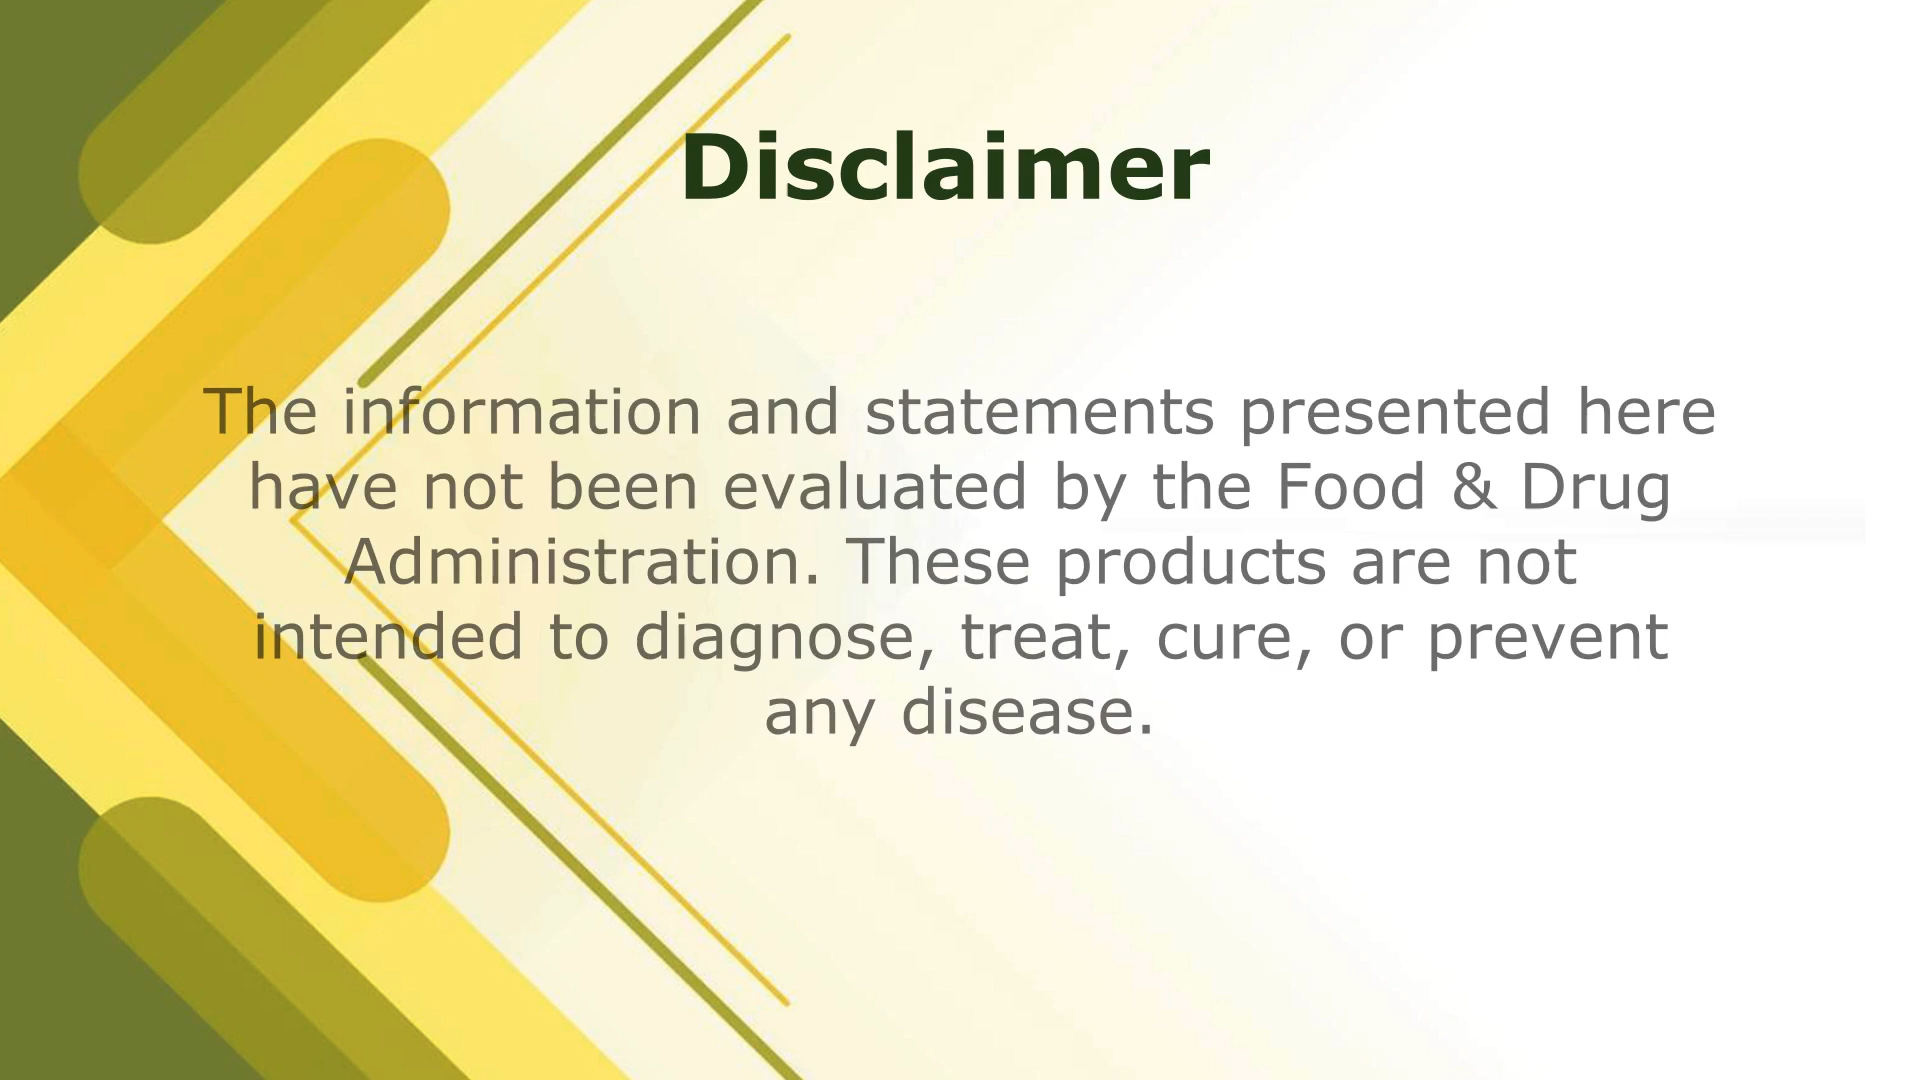 Disclaimer
The information and statements presented here
have not been evaluated by the Food & Drug
Administration. These products are not
intended to diagnose, treat, cure, or prevent
any disease.